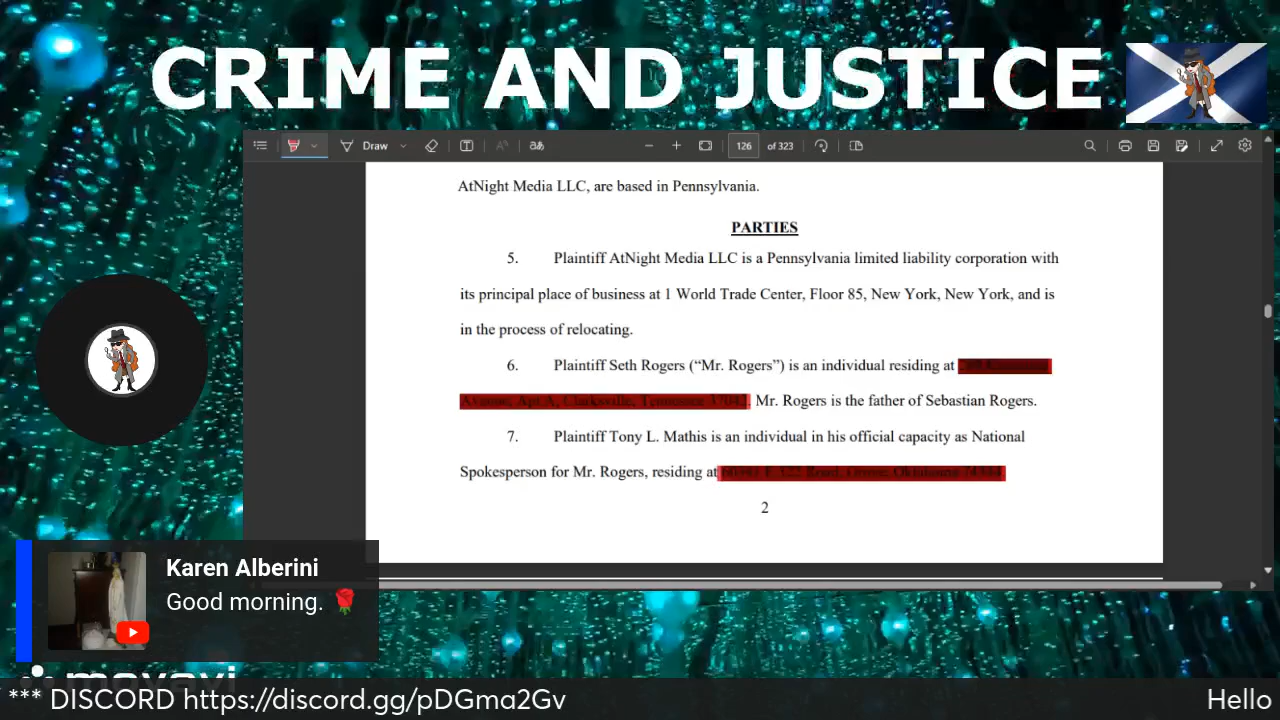 CRIME AND JUSTICE
Draw
126 of 323
AtNight Media LLC, are based in Pennsylvania.
PARTIES
5. Plaintiff AtNight Media LLC is a Pennsylvania limited liability corporation with
its principal place of business at 1 World Trade Center, Floor 85, New York, New York, and is
in the process of relocating.
6. Plaintiff Seth Rogers (“Mr. Rogers”) is an individual residing at
Mr. Rogers is the father of Sebastian Rogers.
7. Plaintiff Tony L. Mathis is an individual in his official capacity as National
Spokesperson for Mr. Rogers, residing at
2
Karen Alberini
Good morning. 🌹
movavi
*** DISCORD https://discord.gg/pDGma2Gv
Hello